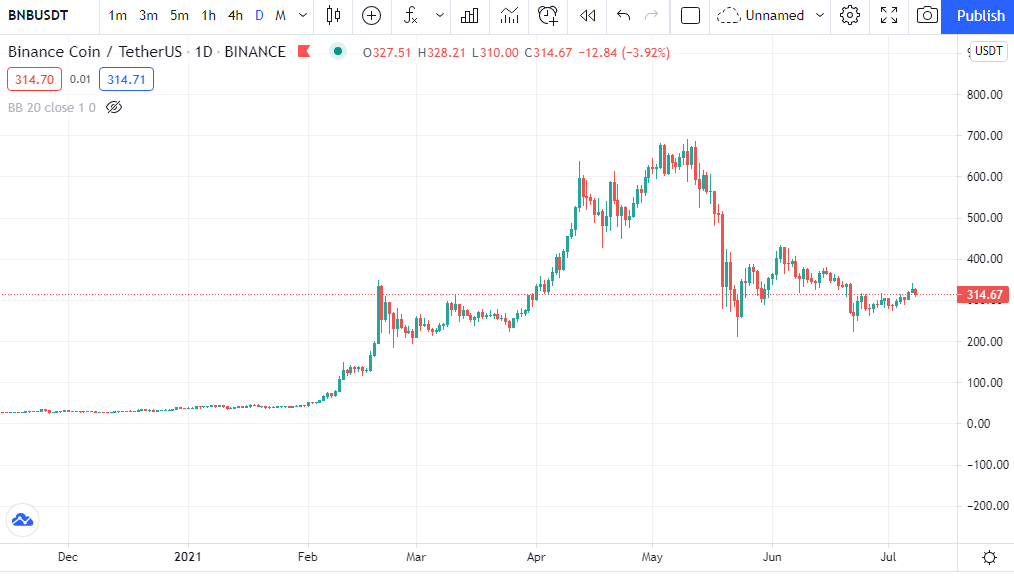 BNBUSDT 1m 3m 5m 1h 4h D M Unnamed Publish
Binance Coin / TetherUS · 1D · BINANCE O327.51 H328.21 L310.00 C314.67 −12.84 (−3.92%)
USDT
314.70 0.01 314.71
BB 20 close 1 0
800.00
700.00
600.00
500.00
400.00
314.67
200.00
100.00
0.00
−100.00
−200.00
Dec 2021 Feb Mar Apr May Jun Jul